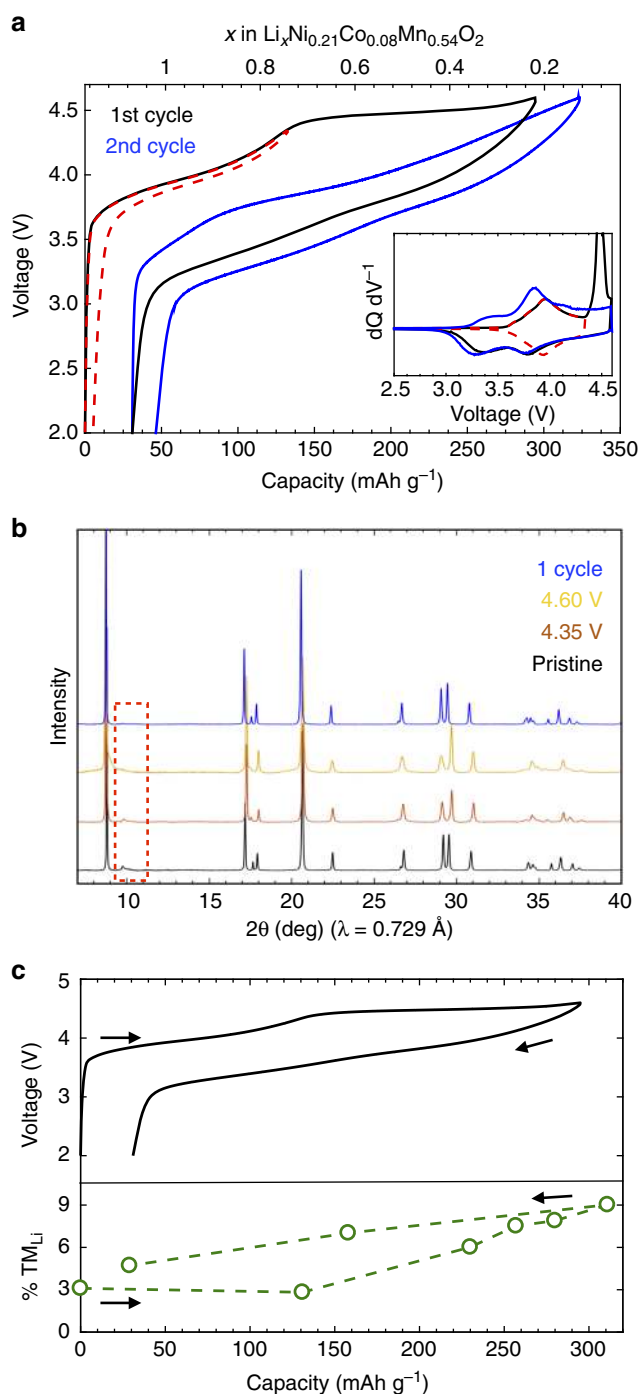 a
x in LiₓNi₀.₂₁Co₀.₀₈Mn₀.₅₄O₂
1 0.8 0.6 0.4 0.2
4.5
4.0
3.5
3.0
2.5
2.0
Voltage (V)
1st cycle
2nd cycle
dQ dV⁻¹
2.5 3.0 3.5 4.0 4.5
Voltage (V)
0 50 100 150 200 250 300 350
Capacity (mAh g⁻¹)
b
1 cycle
4.60 V
4.35 V
Pristine
Intensity
10 15 20 25 30 35 40
2θ (deg) (λ = 0.729 Å)
c
5
4
3
2
Voltage (V)
9
6
3
0
% TM_Li
0 50 100 150 200 250 300
Capacity (mAh g⁻¹)